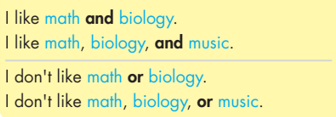 I like math and biology.
I like math, biology, and music.
I don't like math or biology.
I don't like math, biology, or music.